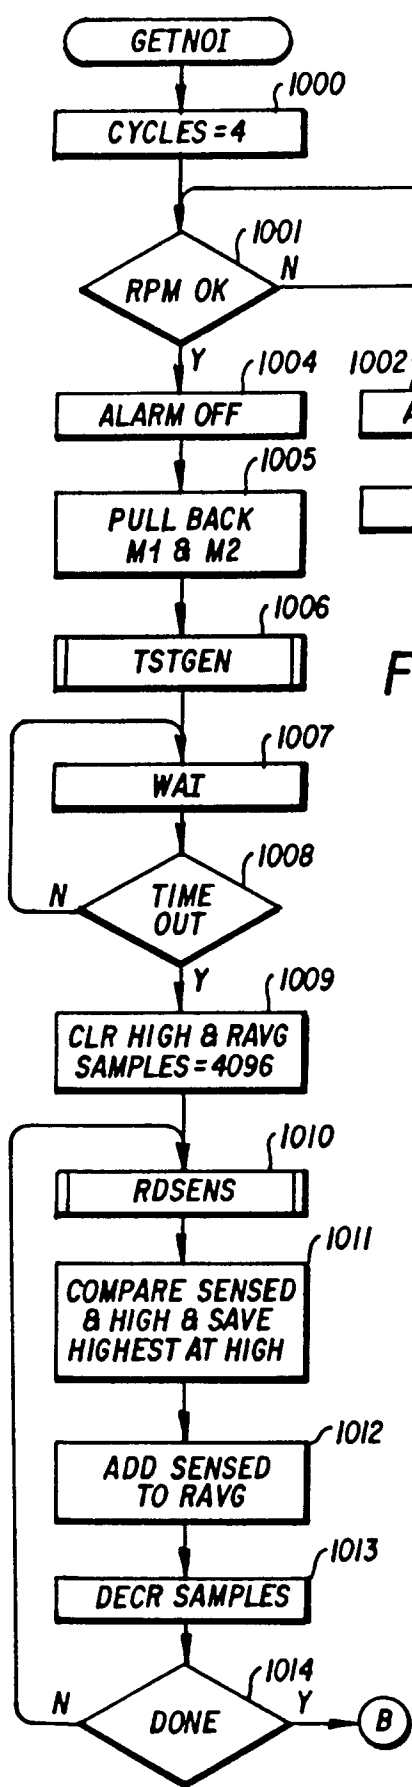 GETNOI
1000
CYCLES = 4
1001
RPM OK
N
Y
1004
1002
ALARM OFF
A
1005
PULL BACK
M1 & M2
1006
TSTGEN
F
1007
WAI
1008
TIME
OUT
N
Y
1009
CLR HIGH & RAVG
SAMPLES = 4096
1010
RDSENS
1011
COMPARE SENSED
& HIGH & SAVE
HIGHEST AT HIGH
1012
ADD SENSED
TO RAVG
1013
DECR SAMPLES
1014
N
DONE
Y
B